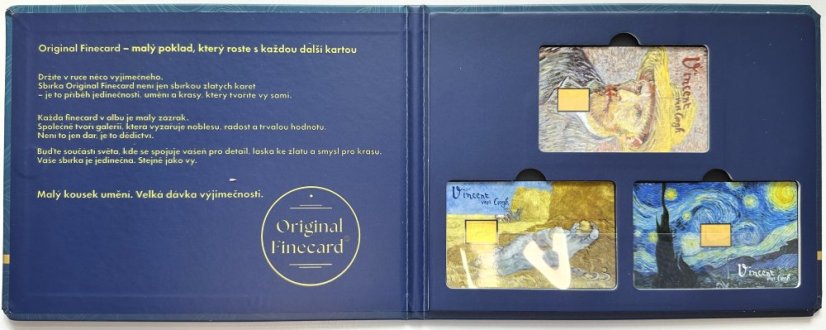 Original Finecard – malý poklad, který roste s každou další kartou
Držíte v ruce něco výjimečného.
Sbírka Original Finecard není jen sbírkou zlatých karet
– je to příběh jedinečnosti, umění a krásy, který tvoříte vy sami.
Každá finecard v albu je malý zázrak.
Společně tvoří galerii, která vyzařuje noblesu, radost a trvalou hodnotu.
Není to jen dar, je to dědictví.
Buďte součástí světa, kde se spojuje vášeň pro detail, láska ke zlatu a smysl pro krásu.
Vaše sbírka je jedinečná. Stejně jako vy.
Malý kousek umění. Velká dávka výjimečnosti.
Original
Finecard
Vincent
van Gogh
Vincent
van Gogh
Vincent
van Gogh